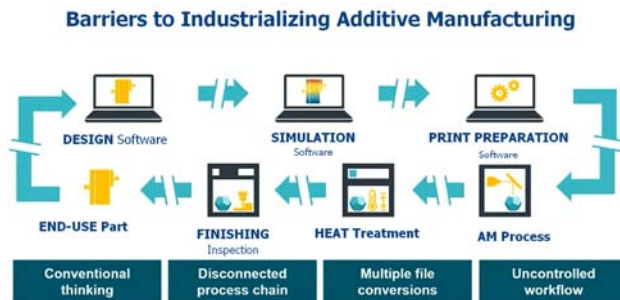 Barriers to Industrializing Additive Manufacturing
DESIGN Software
SIMULATION
Software
PRINT PREPARATION
Software
END-USE Part
FINISHING
Inspection
HEAT Treatment
AM Process
Conventional
thinking
Disconnected
process chain
Multiple file
conversions
Uncontrolled
workflow